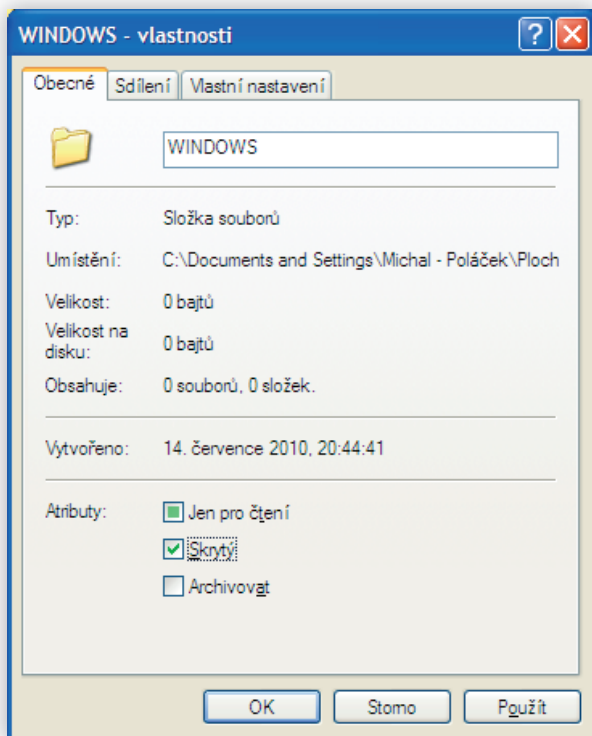 WINDOWS - vlastnosti
Obecné Sdílení Vlastní nastavení
WINDOWS
Typ: Složka souborů
Umístění: C:\Documents and Settings\Michal - Poláček\Ploch
Velikost: 0 bajtů
Velikost na
disku: 0 bajtů
Obsahuje: 0 souborů, 0 složek.
Vytvořeno: 14. července 2010, 20:44:41
Atributy: Jen pro čtení
Skrytý
Archivovat
OK Stomo Použít